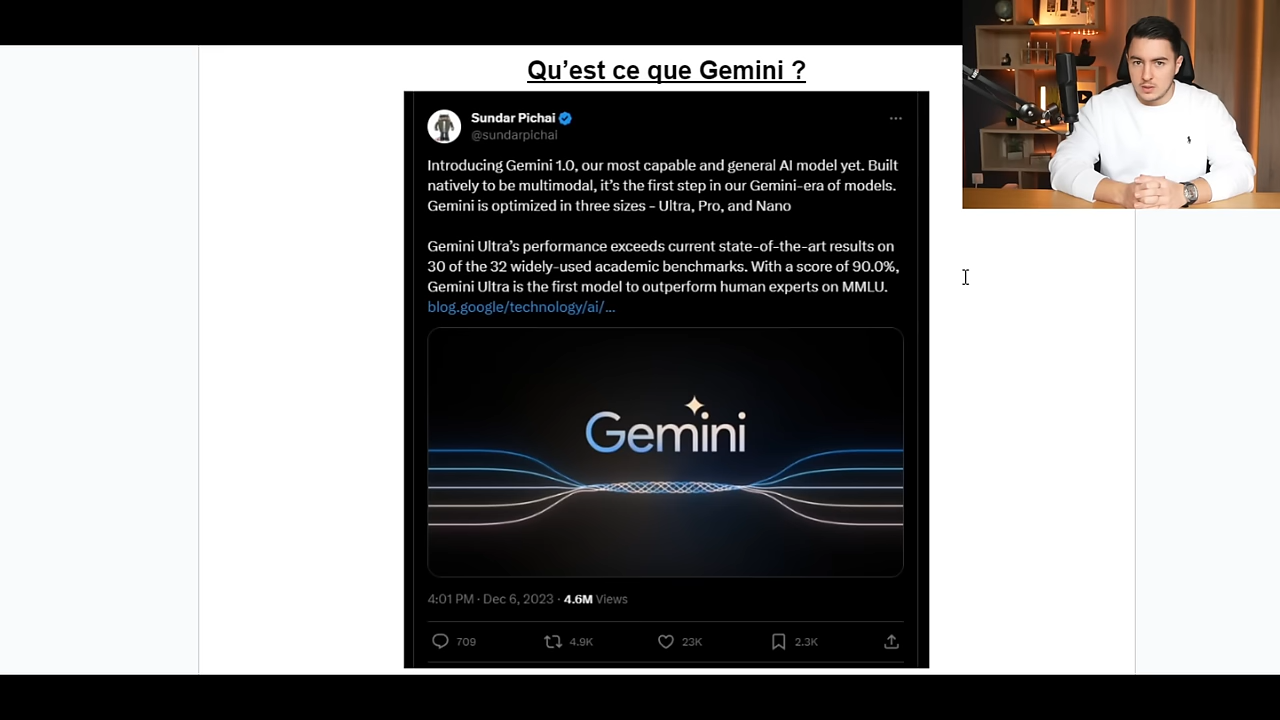 Qu’est ce que Gemini ?
Sundar Pichai
@sundarpichai
Introducing Gemini 1.0, our most capable and general AI model yet. Built
natively to be multimodal, it’s the first step in our Gemini-era of models.
Gemini is optimized in three sizes - Ultra, Pro, and Nano
Gemini Ultra’s performance exceeds current state-of-the-art results on
30 of the 32 widely-used academic benchmarks. With a score of 90.0%,
Gemini Ultra is the first model to outperform human experts on MMLU.
blog.google/technology/ai/...
Gemini
4:01 PM · Dec 6, 2023 · 4.6M Views
709 4.9K 23K 2.3K